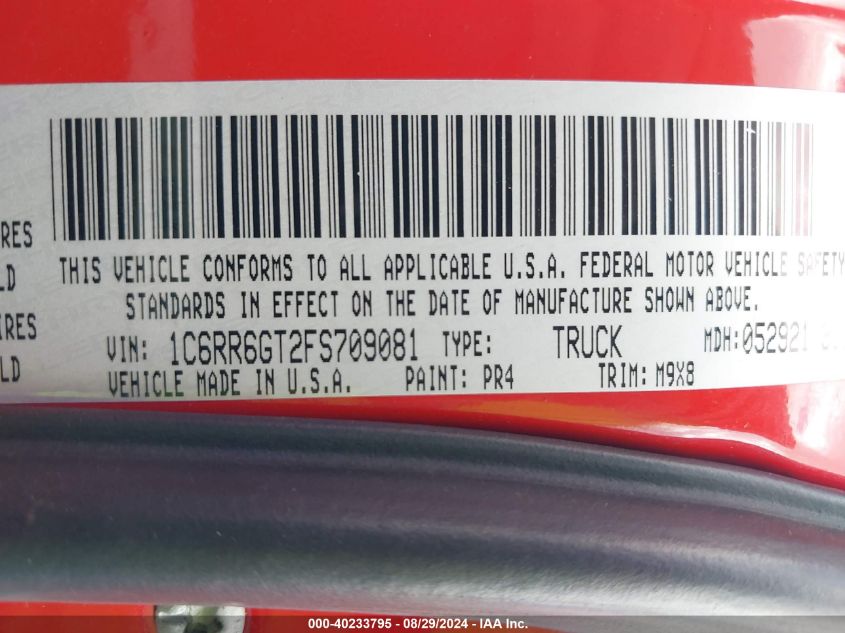 RES
LD
IRES
LD
THIS VEHICLE CONFORMS TO ALL APPLICABLE U.S.A. FEDERAL MOTOR VEHICLE SAFETY
STANDARDS IN EFFECT ON THE DATE OF MANUFACTURE SHOWN ABOVE.
VIN: 1C6RR6GT2FS709081 TYPE: TRUCK MDH: 052921
VEHICLE MADE IN U.S.A. PAINT: PR4 TRIM: M9X8
000-40233795 - 08/29/2024 - IAA Inc.